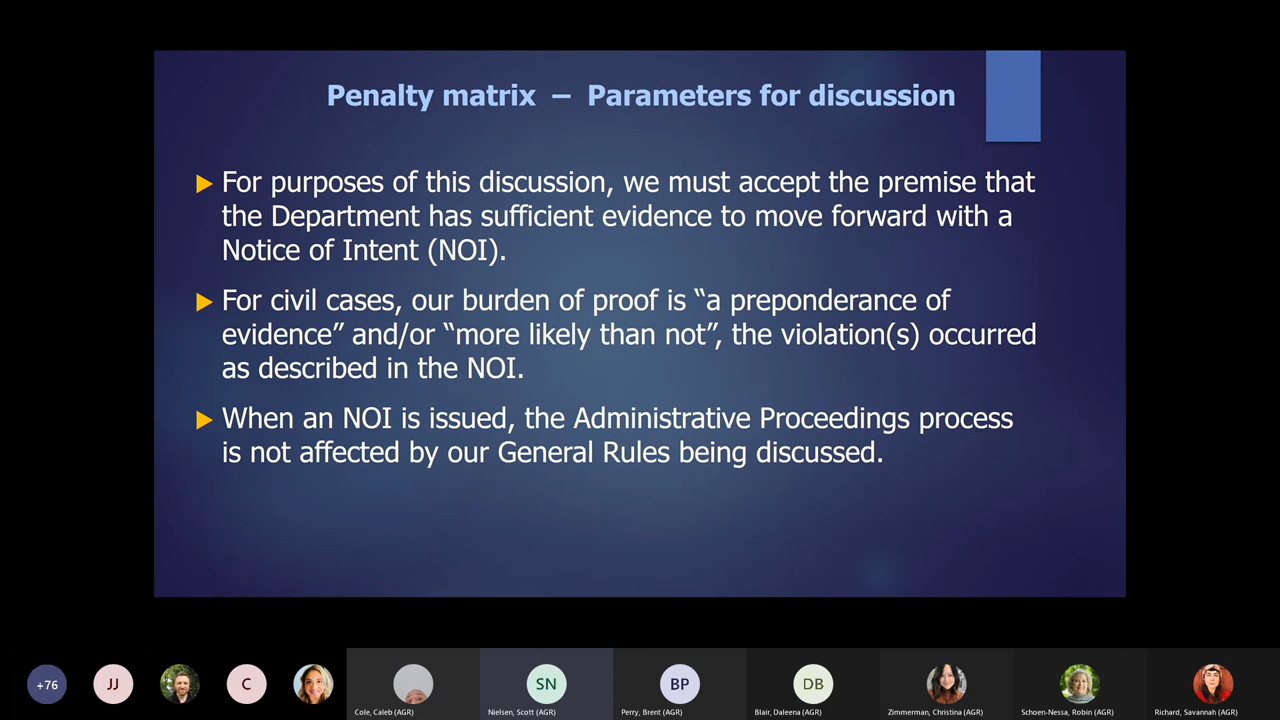 Penalty matrix – Parameters for discussion
For purposes of this discussion, we must accept the premise that
the Department has sufficient evidence to move forward with a
Notice of Intent (NOI).
For civil cases, our burden of proof is “a preponderance of
evidence” and/or “more likely than not”, the violation(s) occurred
as described in the NOI.
When an NOI is issued, the Administrative Proceedings process
is not affected by our General Rules being discussed.
+76
JJ
C
SN
BP
DB
Cole, Caleb (AGR)
Nielsen, Scott (AGR)
Perry, Brent (AGR)
Blair, Daleena (AGR)
Zimmerman, Christina (AGR)
Schoen-Nessa, Robin (AGR)
Richard, Savannah (AGR)